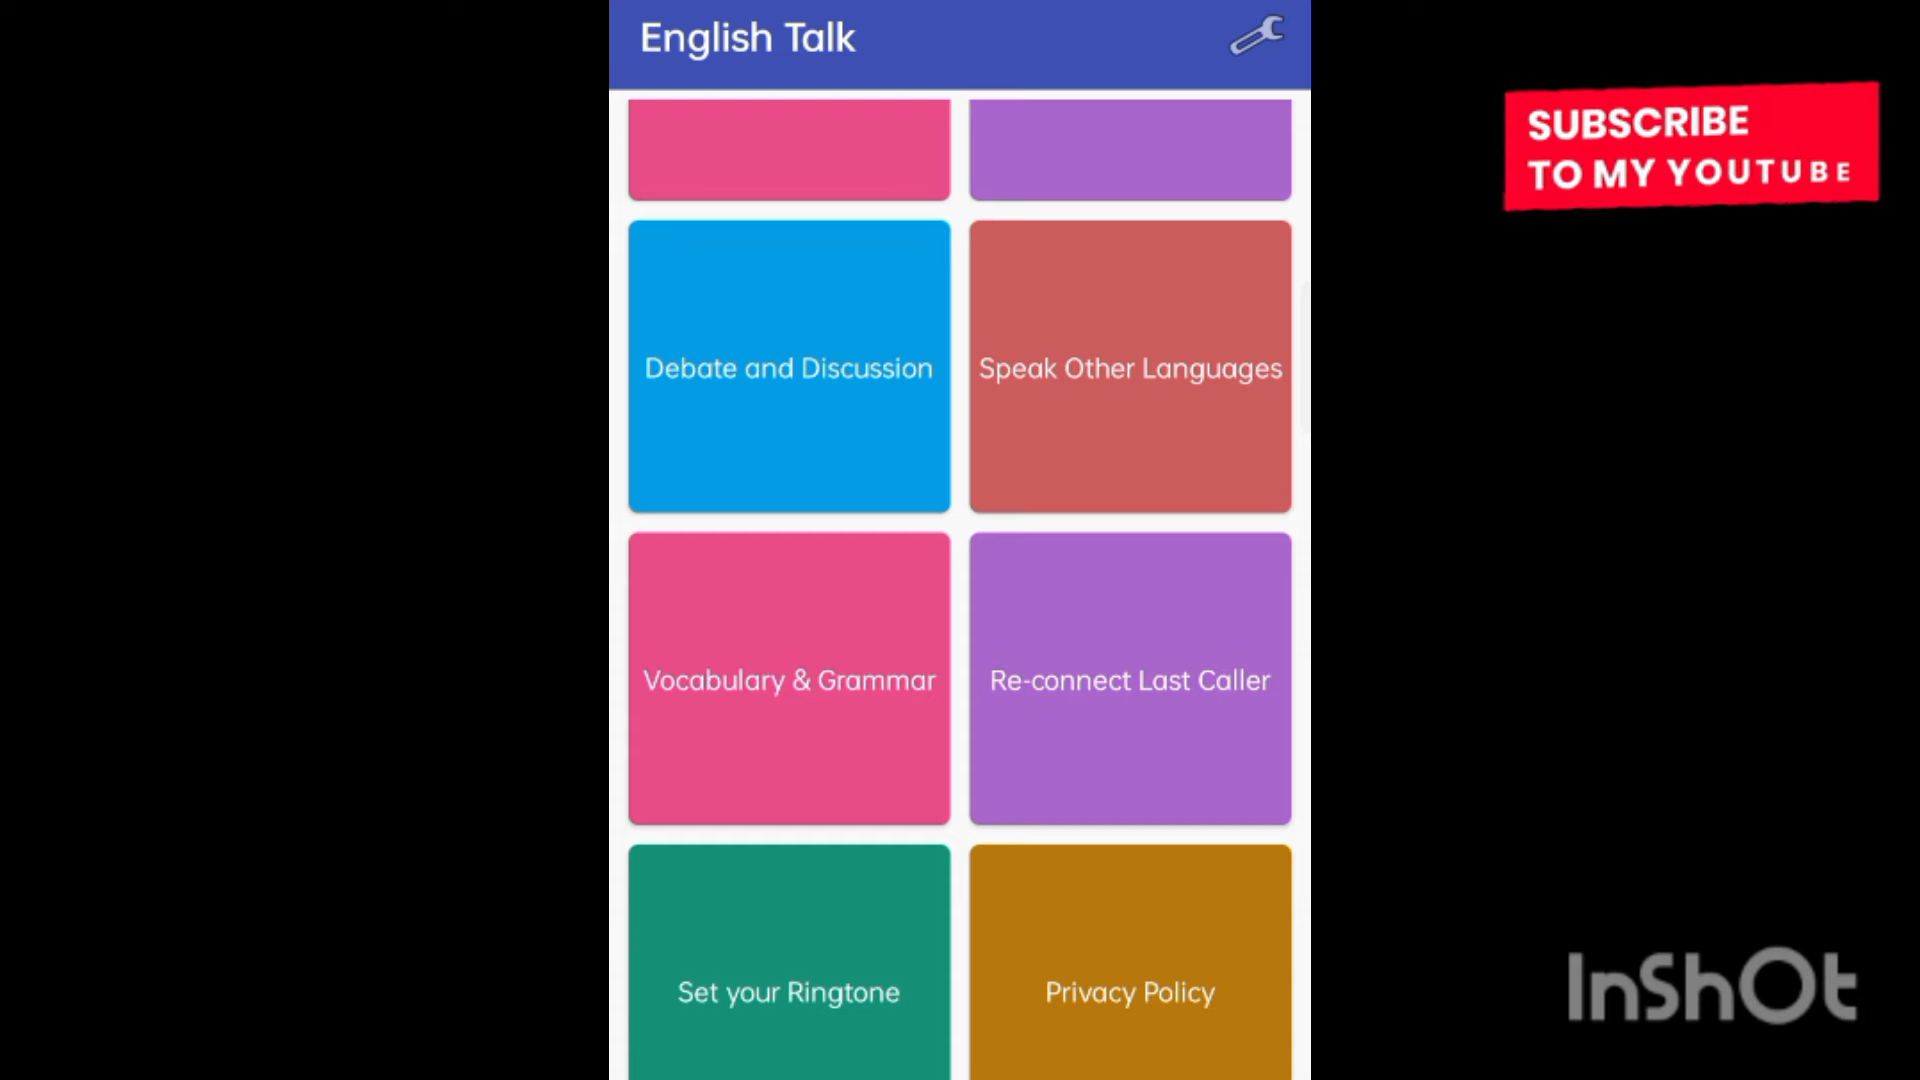 English Talk
SUBSCRIBE
TO MY YOUTUBE
Debate and Discussion
Speak Other Languages
Vocabulary & Grammar
Re-connect Last Caller
Set your Ringtone
Privacy Policy
InShOt